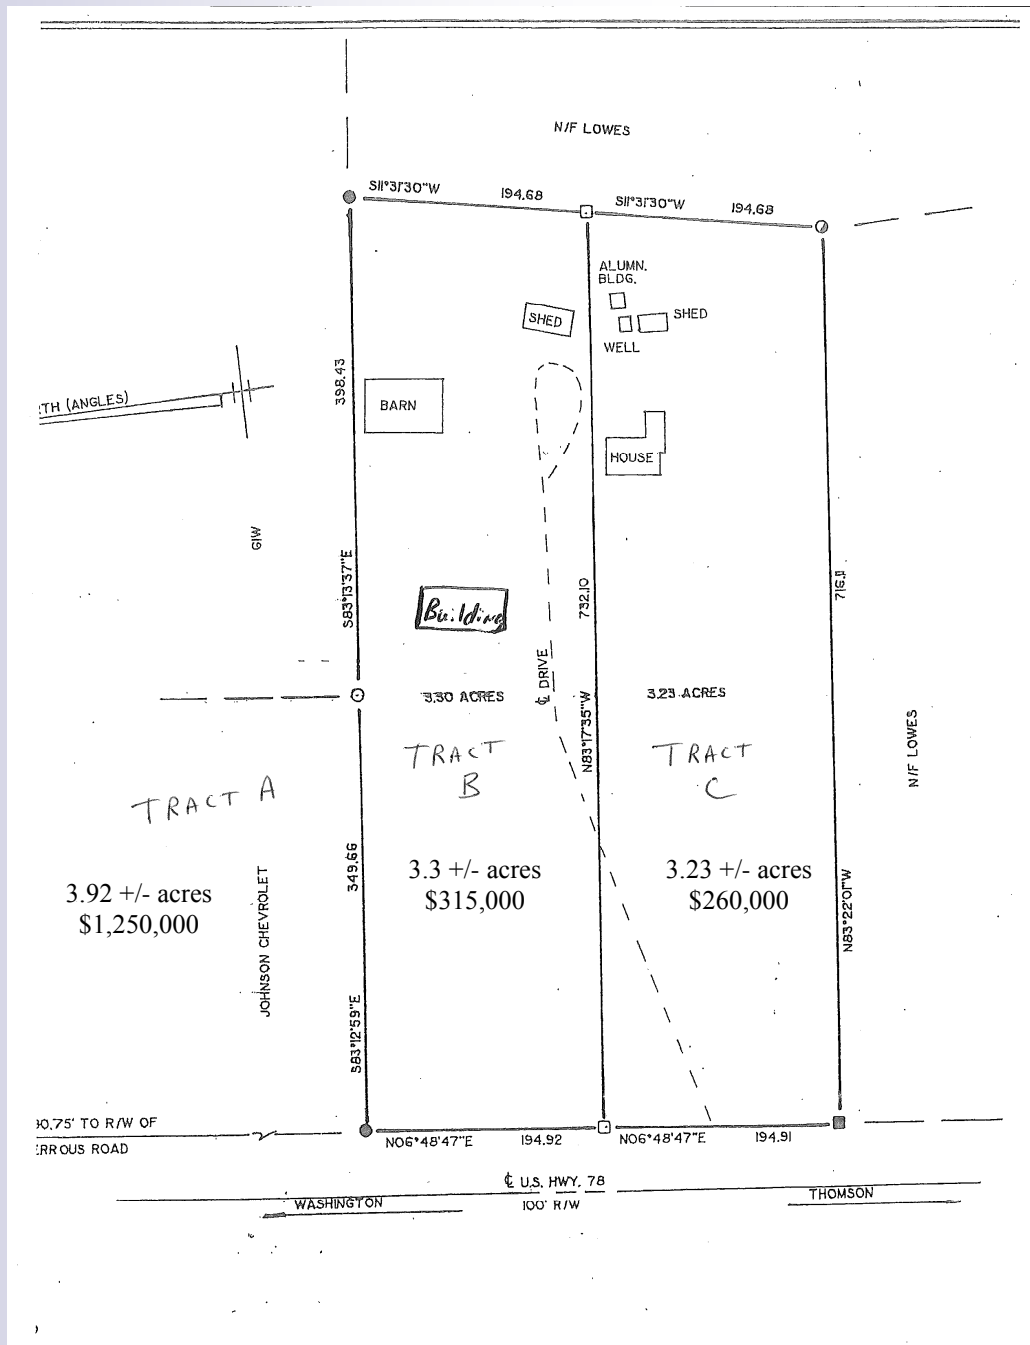 N/F LOWES
S11°31'30"W 194.68
S11°31'30"W 194.68
ALUMN.
BLDG.
SHED
SHED
WELL
398.43
TH (ANGLES)
BARN
HOUSE
GIW
S83°13'37"E
Building
732.10
716.11
℄ DRIVE
3.30 ACRES
3.23 ACRES
N83°17'35"W
N/F LOWES
TRACT
B
TRACT
C
TRACT A
349.66
3.3 +/- acres
$315,000
3.23 +/- acres
$260,000
3.92 +/- acres
$1,250,000
JOHNSON CHEVROLET
N83°22'01"W
S83°12'59"E
0.75' TO R/W OF
RROUS ROAD
N06°48'47"E 194.92
N06°48'47"E 194.91
℄ U.S. HWY. 78
WASHINGTON
100' R/W
THOMSON